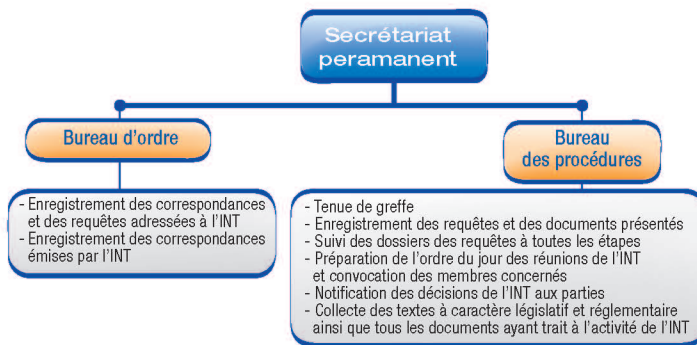 Secrétariat
peramanent
Bureau d'ordre
Bureau
des procédures
- Enregistrement des correspondances
et des requêtes adressées à l'INT
- Enregistrement des correspondances
émises par l'INT
- Tenue de greffe
- Enregistrement des requêtes et des documents présentés
- Suivi des dossiers des requêtes à toutes les étapes
- Préparation de l'ordre du jour des réunions de l'INT
et convocation des membres concernés
- Notification des décisions de l'INT aux parties
- Collecte des textes à caractère législatif et réglementaire
ainsi que tous les documents ayant trait à l'activité de l'INT